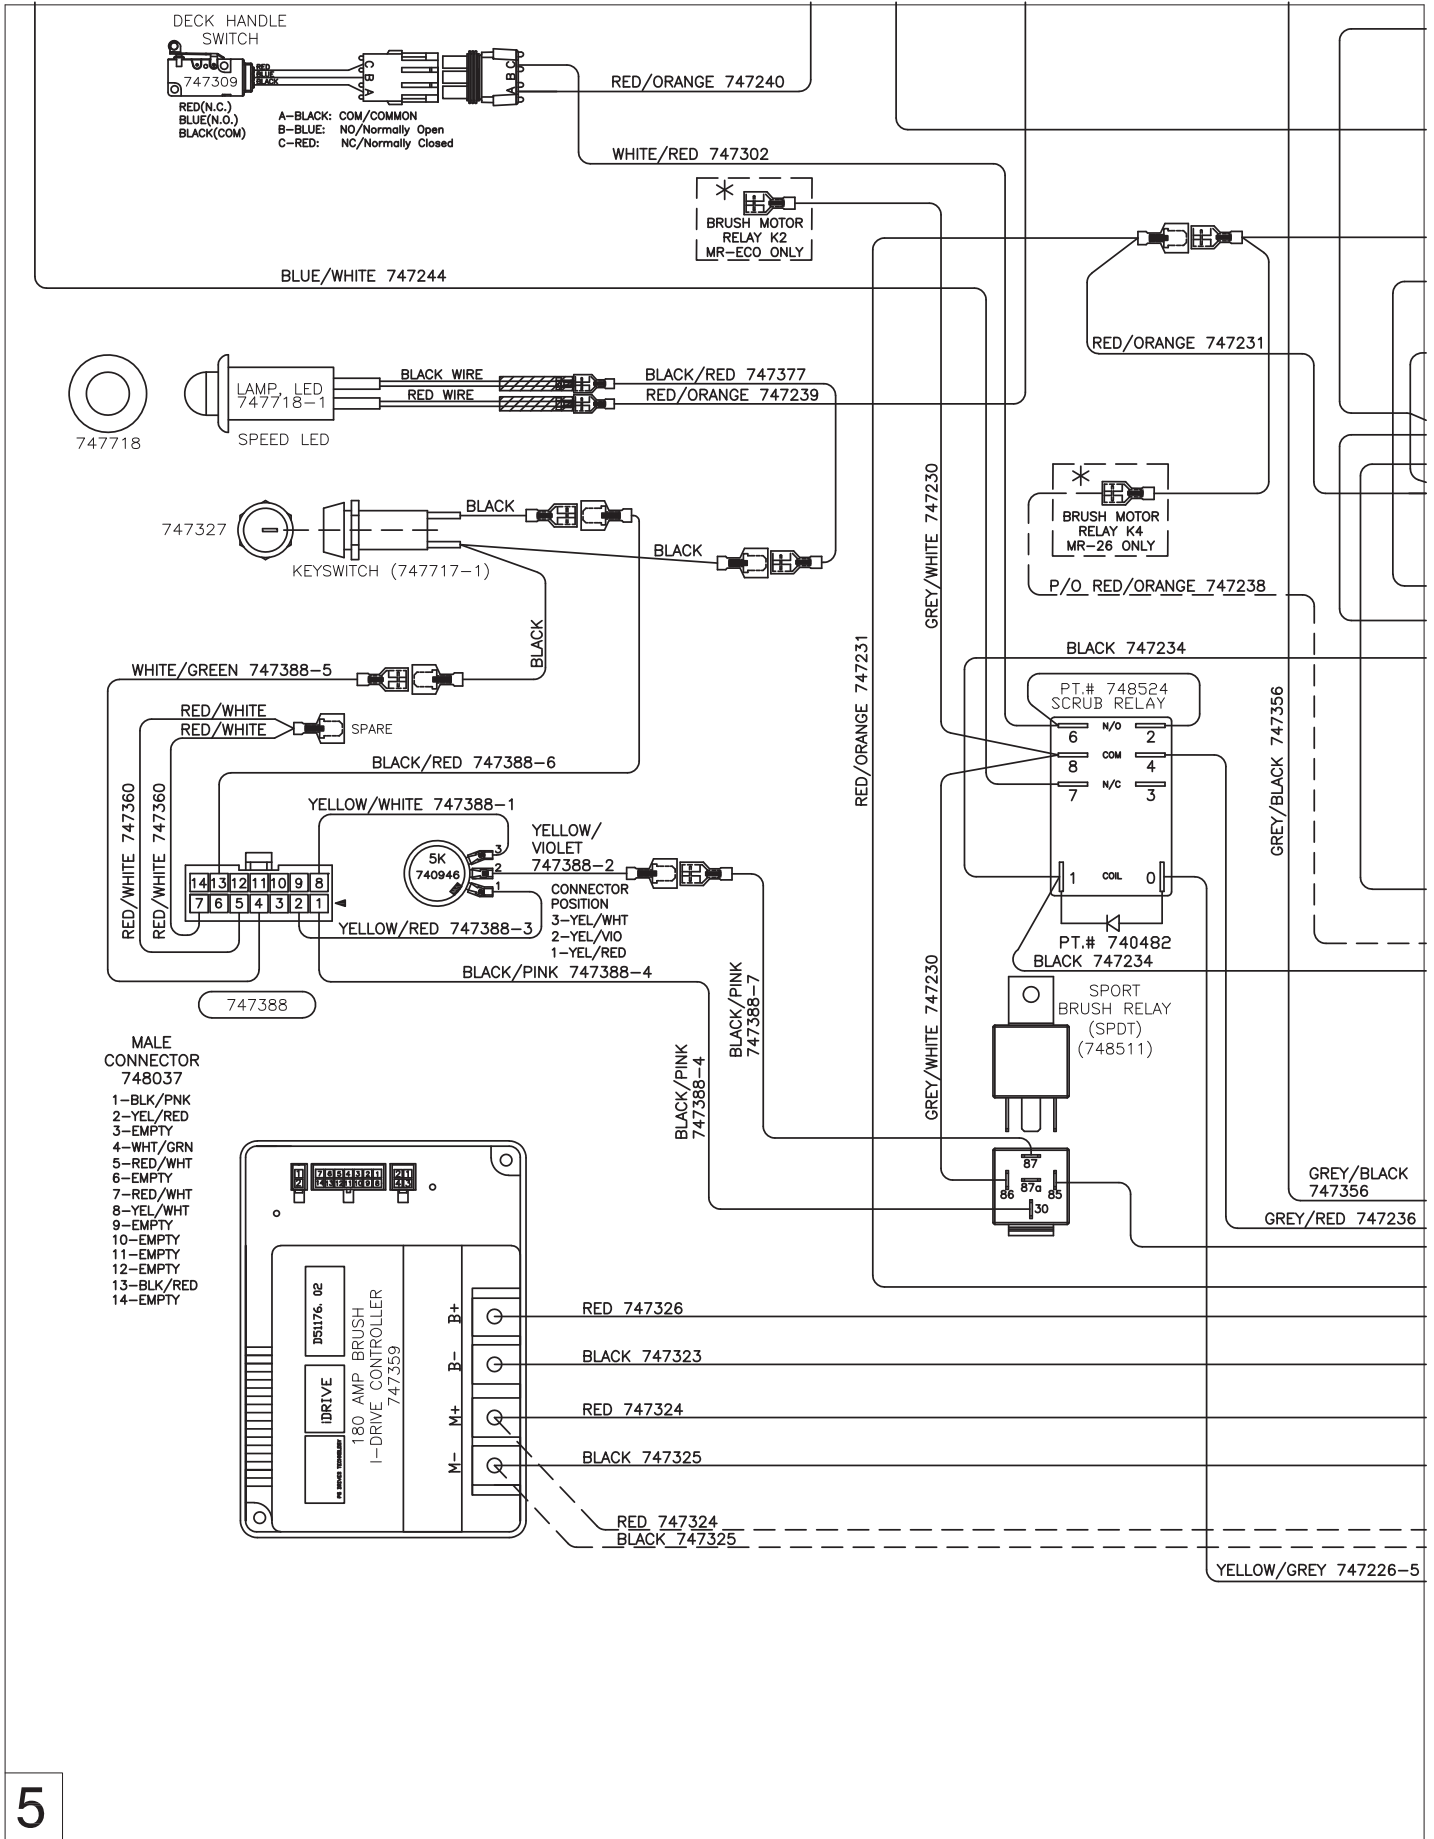 DECK HANDLE
SWITCH
747309
RED
BLUE
BLACK
RED(N.C.)
BLUE(N.O.)
BLACK(COM)
A-BLACK: COM/COMMON
B-BLUE: NO/Normally Open
C-RED: NC/Normally Closed
C
B
A
C
B
A
RED/ORANGE 747240
WHITE/RED 747302
*
BRUSH MOTOR
RELAY K2
MR-ECO ONLY
BLUE/WHITE 747244
RED/ORANGE 747231
LAMP, LED
747718-1
BLACK WIRE
RED WIRE
BLACK/RED 747377
RED/ORANGE 747239
747718
SPEED LED
747327
BLACK
BLACK
KEYSWITCH (747717-1)
BLACK
GREY/WHITE 747230
*
BRUSH MOTOR
RELAY K4
MR-26 ONLY
P/O RED/ORANGE 747238
WHITE/GREEN 747388-5
RED/WHITE
RED/WHITE
SPARE
BLACK/RED 747388-6
RED/ORANGE 747231
BLACK 747234
PT.# 748524
SCRUB RELAY
6 N/O 2
8 COM 4
7 N/C 3
1 COIL 0
GREY/BLACK 747356
RED/WHITE 747360
RED/WHITE 747360
YELLOW/WHITE 747388-1
5K
740946
3
2
1
YELLOW/
VIOLET
747388-2
CONNECTOR
POSITION
3-YEL/WHT
2-YEL/VIO
1-YEL/RED
14 13 12 11 10 9 8
7 6 5 4 3 2 1
YELLOW/RED 747388-3
BLACK/PINK 747388-4
747388
PT.# 740482
BLACK 747234
BLACK/PINK
747388-7
BLACK/PINK
747388-4
GREY/WHITE 747230
SPORT
BRUSH RELAY
(SPDT)
(748511)
87
87a
86
85
30
MALE
CONNECTOR
748037
1-BLK/PNK
2-YEL/RED
3-EMPTY
4-WHT/GRN
5-RED/WHT
6-EMPTY
7-RED/WHT
8-YEL/WHT
9-EMPTY
10-EMPTY
11-EMPTY
12-EMPTY
13-BLK/RED
14-EMPTY
GREY/BLACK
747356
GREY/RED 747236
D51176. 02
iDRIVE
180 AMP BRUSH
I-DRIVE CONTROLLER
747359
B+
B-
M+
M-
RED 747326
BLACK 747323
RED 747324
BLACK 747325
RED 747324
BLACK 747325
YELLOW/GREY 747226-5
5